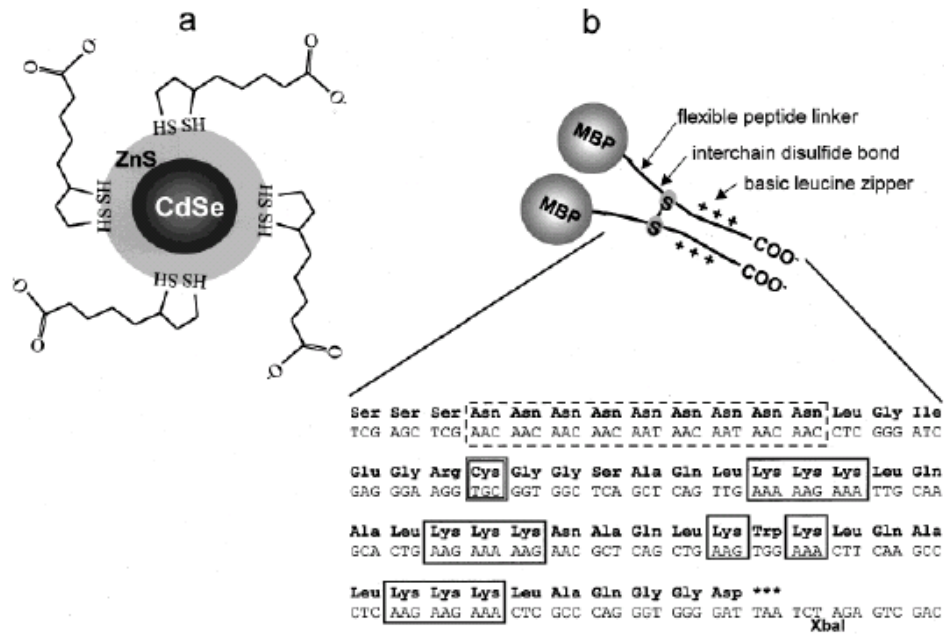 a
b
O
O-
O
O-
HS SH
ZnS
HS
SH
CdSe
SH
HS
HS SH
O-
O
O-
O
flexible peptide linker
MBP
interchain disulfide bond
basic leucine zipper
MBP
S
+ + +
S
+ + +
COO-
COO-
Ser Ser Ser Asn Asn Asn Asn Asn Asn Asn Asn Asn Leu Gly Ile
TCG AGC TCG AAC AAC AAC AAC AAT AAC AAT AAC AAC CTC GGG ATC
Glu Gly Arg Cys Gly Gly Ser Ala Gln Leu Lys Lys Lys Leu Gln
GAG GGA AGG TGC GGT GGC TCA GCT CAG TTG AAA AAG AAA TTG CAA
Ala Leu Lys Lys Lys Asn Ala Gln Leu Lys Trp Lys Leu Gln Ala
GCA CTG AAG AAA AAG AAC GCT CAG CTG AAG TGG AAA CTT CAA GCC
Leu Lys Lys Lys Leu Ala Gln Gly Gly Asp ***
CTC AAG AAG AAA CTC GCC CAG GGT GGG GAT TAA TCT AGA GTC GAC
XbaI